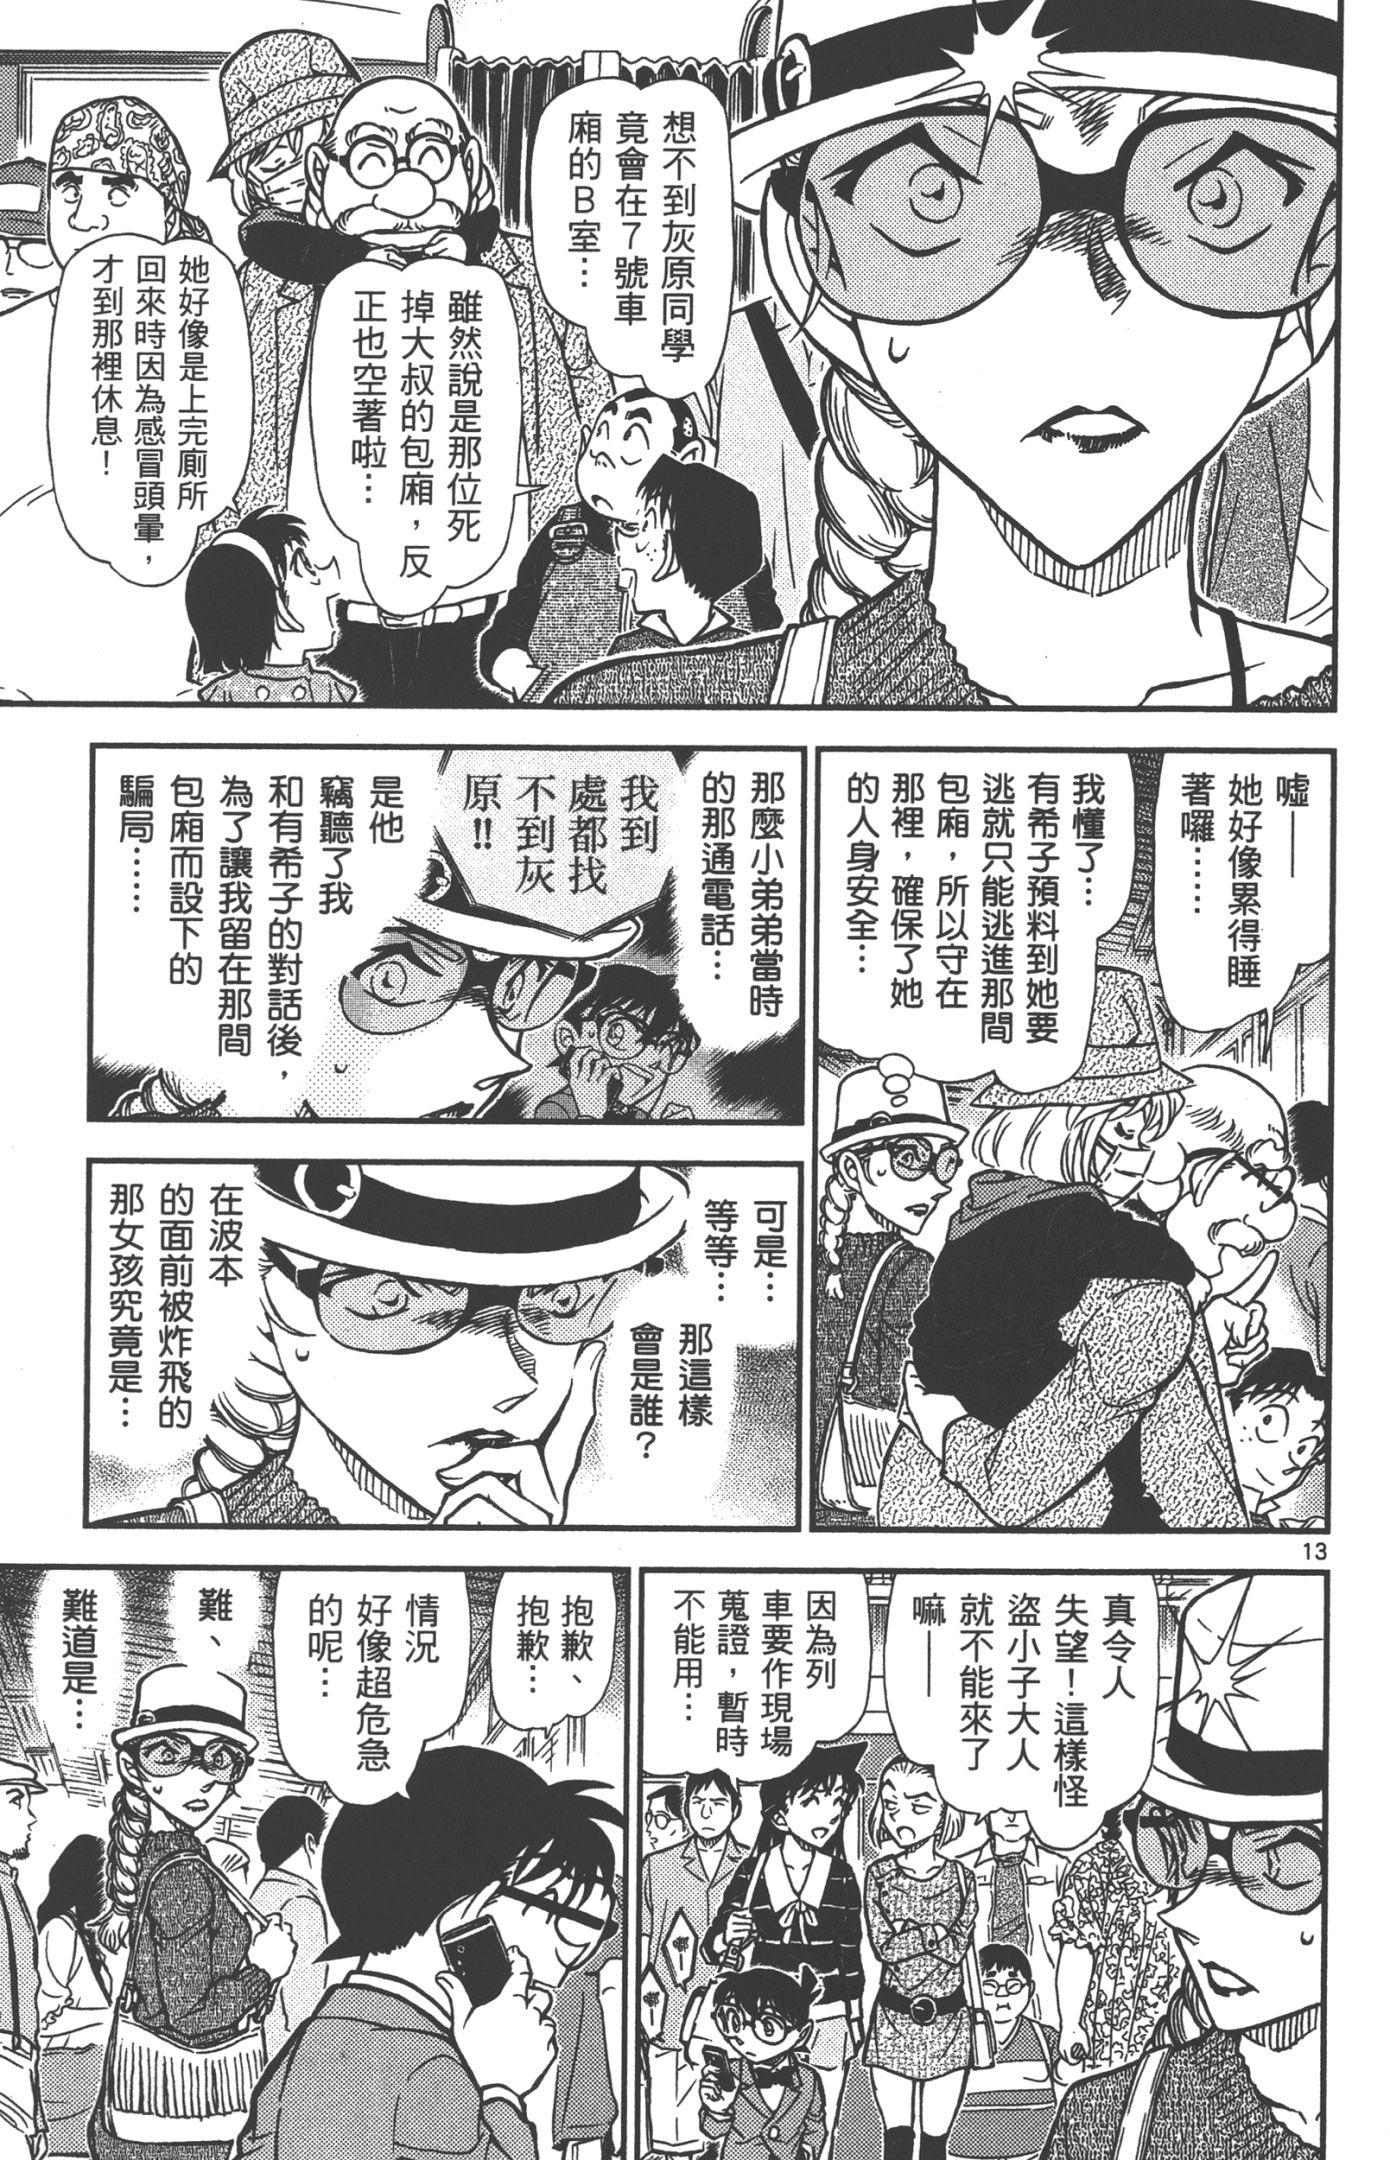 想不到灰原同學
竟會在７號車
廂的Ｂ室…
雖然說是那位死
掉大叔的包廂，反
正也空著啦…
她好像是上完廁所
回來時因為感冒頭暈，
才到那裡休息！
噓──
她好像累得睡
著囉……
我懂了…
有希子預料到她要
逃就只能逃進那間
包廂，所以守在
那裡，確保了她
的人身安全…
那麼小弟弟當時
的那通電話…
我到
處都找
不到灰
原!!
是他
竊聽了我
和有希子的對話後，
為了讓我留在那間
包廂而設下的
騙局……
可是…
等等…
那這樣
會是誰？
在波本
的面前被炸飛的
那女孩究竟是…
13
真令人
失望！這樣怪
盜小子大人
就不能來了
嘛──
因為列
車要作現場
蒐證，暫時
不能用…
抱歉、
抱歉…
情況
好像超危急
的呢…
難、
難道是…